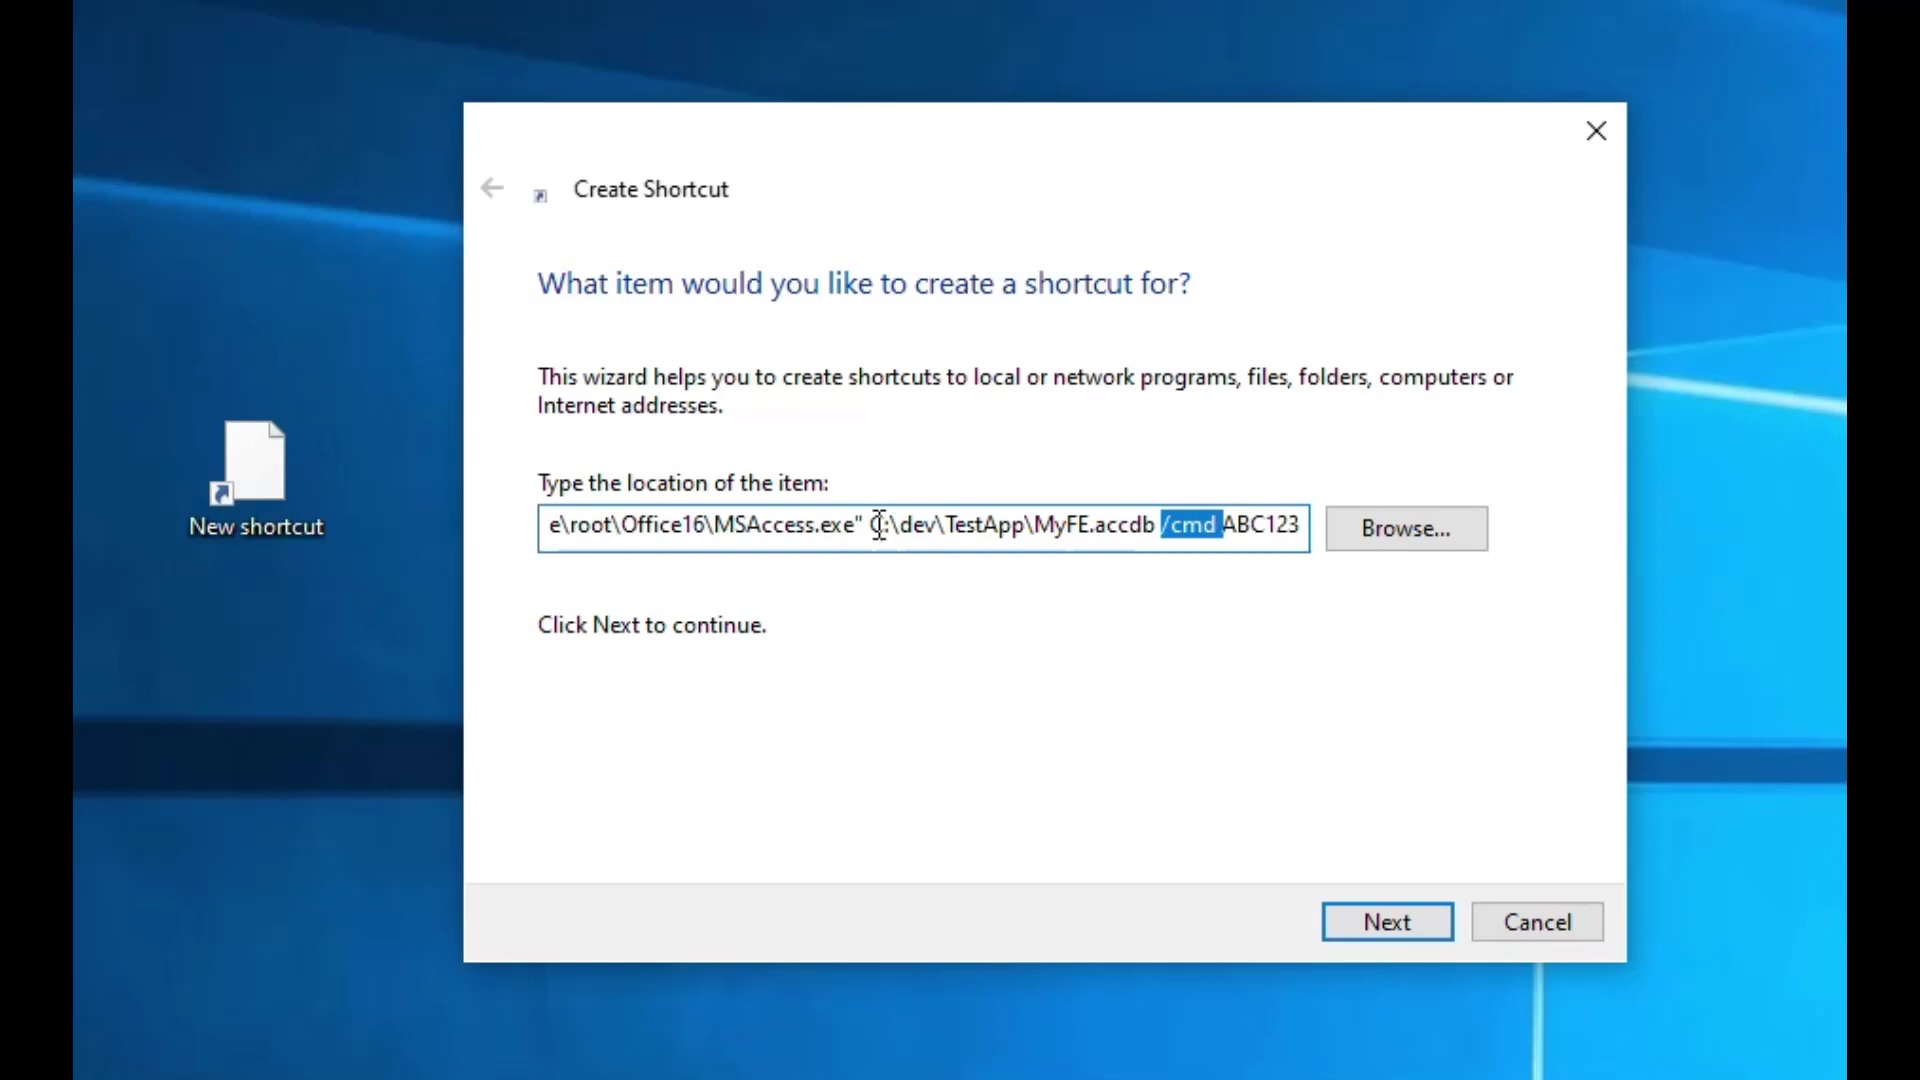 Create Shortcut
What item would you like to create a shortcut for?
This wizard helps you to create shortcuts to local or network programs, files, folders, computers or
Internet addresses.
Type the location of the item:
e\root\Office16\MSAccess.exe" C:\dev\TestApp\MyFE.accdb /cmd ABC123
Browse...
New shortcut
Click Next to continue.
Next
Cancel